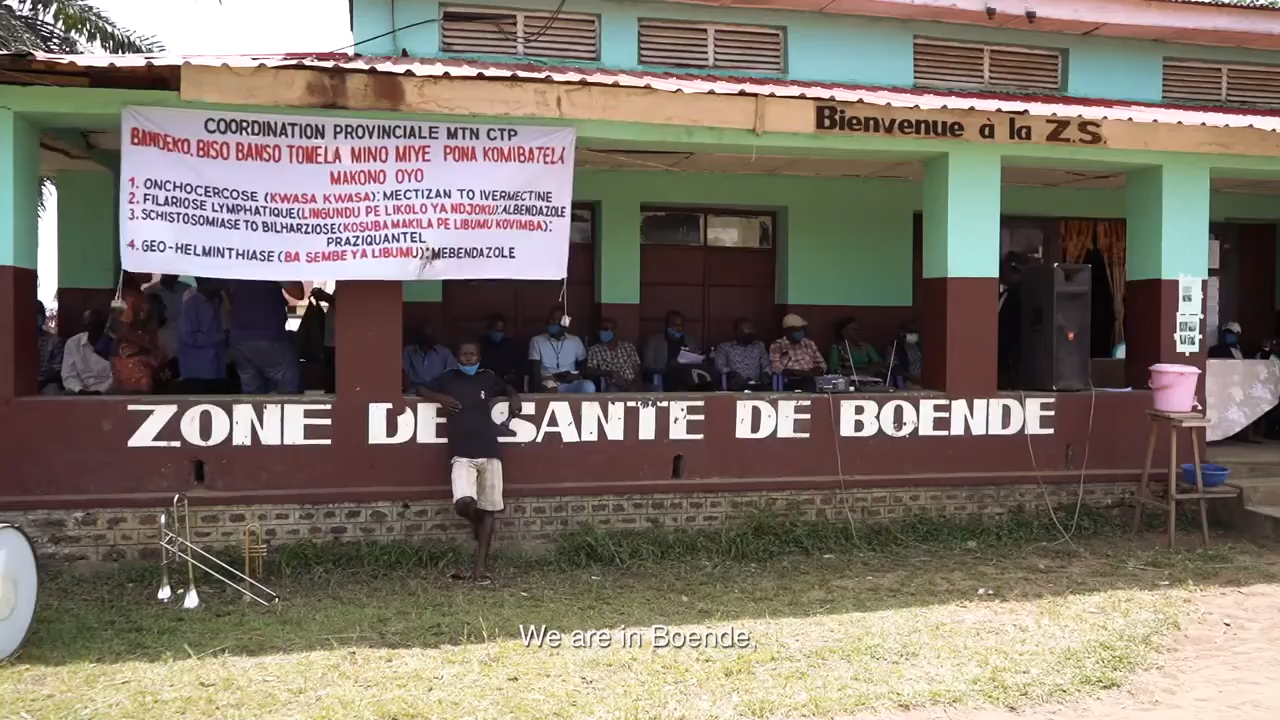 COORDINATION PROVINCIALE MTN CTP
BANDEKO, BISO BANSO TOMELA MINO MIYE PONA KOMIBATELA
MAKONO OYO
1. ONCHOCERCOSE (KWASA KWASA): MECTIZAN TO IVERMECTINE
2. FILARIOSE LYMPHATIQUE(LINGUNDU PE LIKOLO YA NDJOKU): ALBENDAZOLE
3. SCHISTOSOMIASE TO BILHARZIOSE(KOSUBA MAKILA PE LIBUMU KOVIMBA):
PRAZIQUANTEL
4. GEO-HELMINTHIASE (BA SEMBE YA LIBUMU): MEBENDAZOLE
Bienvenue à la Z.S.
ZONE DE SANTE DE BOENDE
We are in Boende,